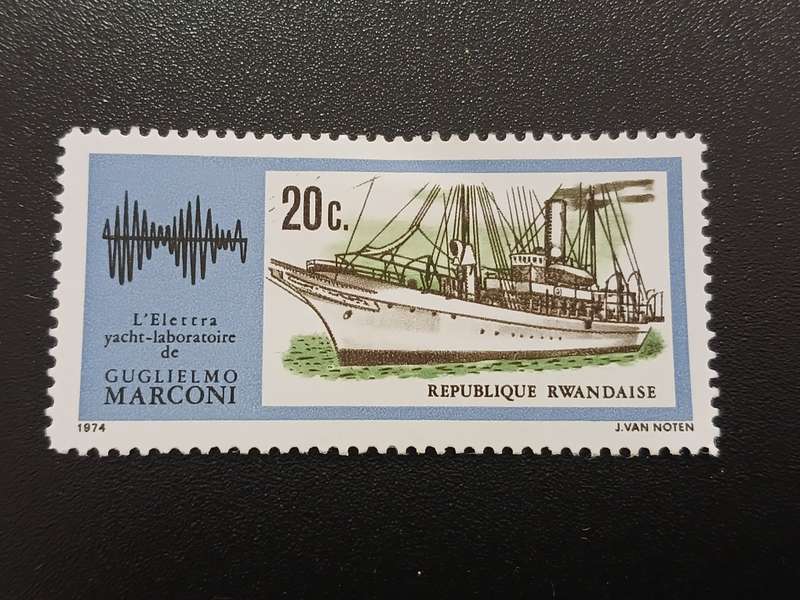 20c.
L'Elettra
yacht-laboratoire
de
GUGLIELMO
MARCONI
REPUBLIQUE RWANDAISE
1974
J.VAN NOTEN